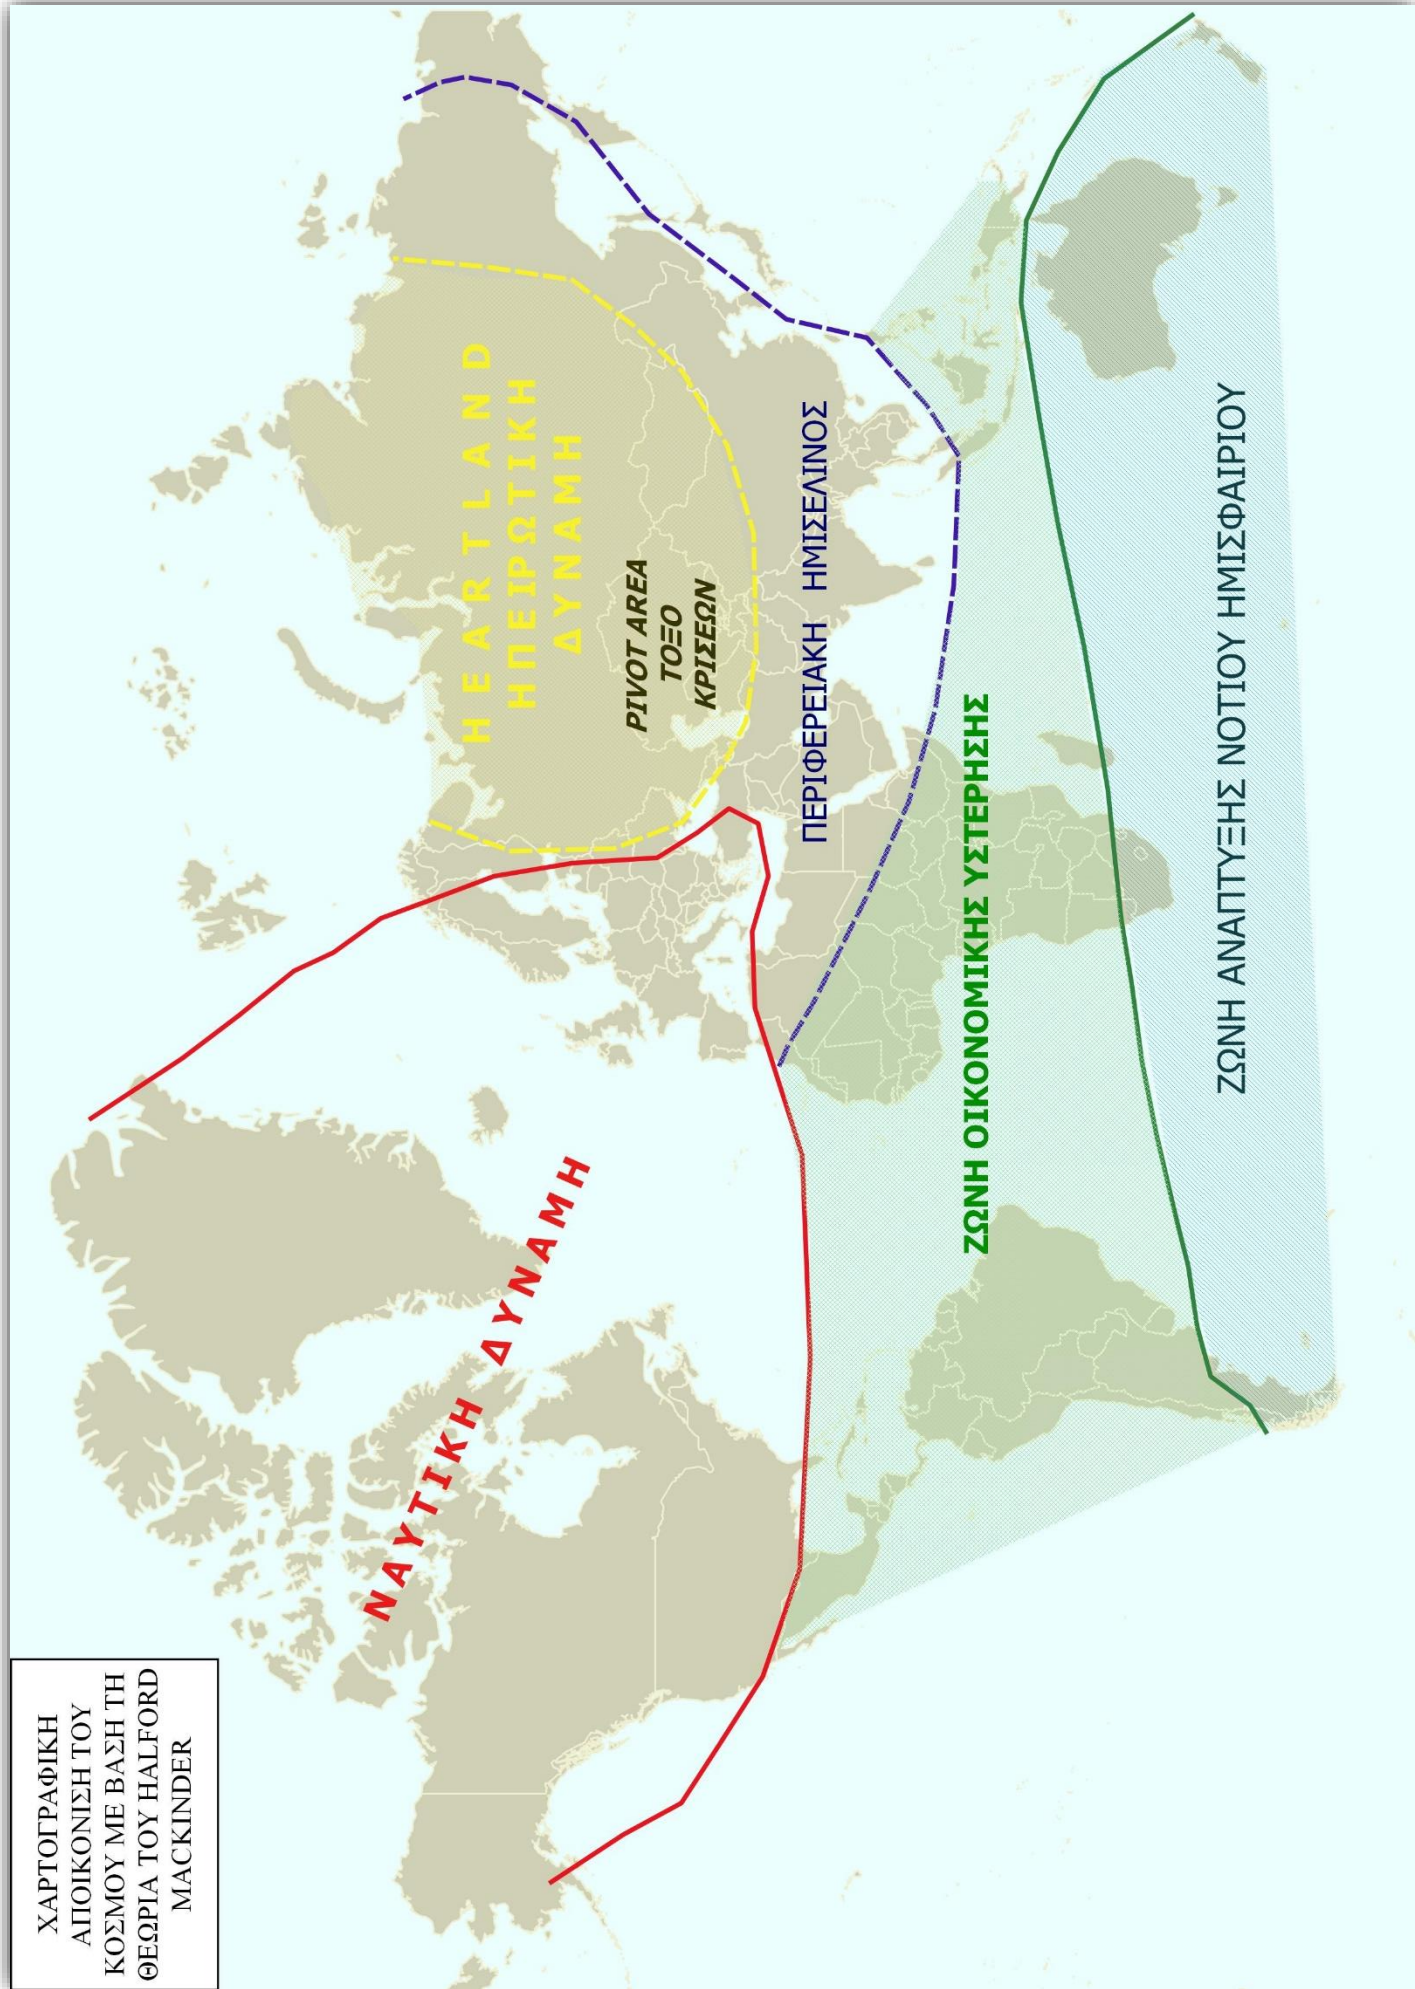 ΧΑΡΤΟΓΡΑΦΙΚΗ
ΑΠΟΙΚΟΝΙΣΗ ΤΟΥ
ΚΟΣΜΟΥ ΜΕ ΒΑΣΗ ΤΗ
ΘΕΩΡΙΑ ΤΟΥ HALFORD
MACKINDER
ΝΑΥΤΙΚΗ ΔΥΝΑΜΗ
HEARTLAND
ΗΠΕΙΡΩΤΙΚΗ
ΔΥΝΑΜΗ
PIVOT AREA
ΤΟΞΟ
ΚΡΙΣΕΩΝ
ΠΕΡΙΦΕΡΕΙΑΚΗ ΗΜΙΣΕΛΙΝΟΣ
ΖΩΝΗ ΟΙΚΟΝΟΜΙΚΗΣ ΥΣΤΕΡΗΣΗΣ
ΖΩΝΗ ΑΝΑΠΤΥΞΗΣ ΝΟΤΙΟΥ ΗΜΙΣΦΑΙΡΙΟΥ